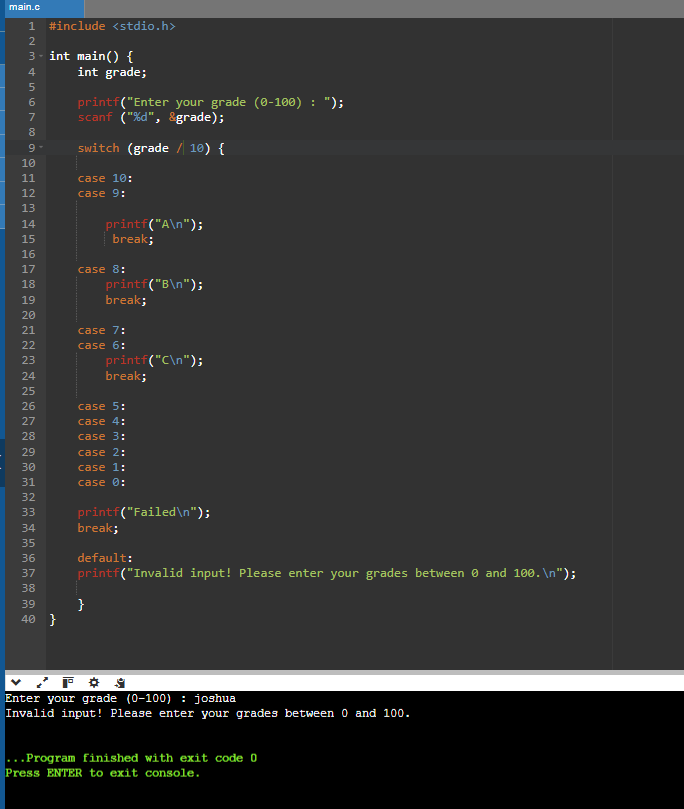 main.c
1 #include <stdio.h>
2
3 int main() {
4 int grade;
5
6 printf("Enter your grade (0-100) : ");
7 scanf ("%d", &grade);
8
9 switch (grade / 10) {
10
11 case 10:
12 case 9:
13
14 printf("A\n");
15 break;
16
17 case 8:
18 printf("B\n");
19 break;
20
21 case 7:
22 case 6:
23 printf("C\n");
24 break;
25
26 case 5:
27 case 4:
28 case 3:
29 case 2:
30 case 1:
31 case 0:
32
33 printf("Failed\n");
34 break;
35
36 default:
37 printf("Invalid input! Please enter your grades between 0 and 100.\n");
38
39 }
40 }
Enter your grade (0-100) : joshua
Invalid input! Please enter your grades between 0 and 100.
...Program finished with exit code 0
Press ENTER to exit console.